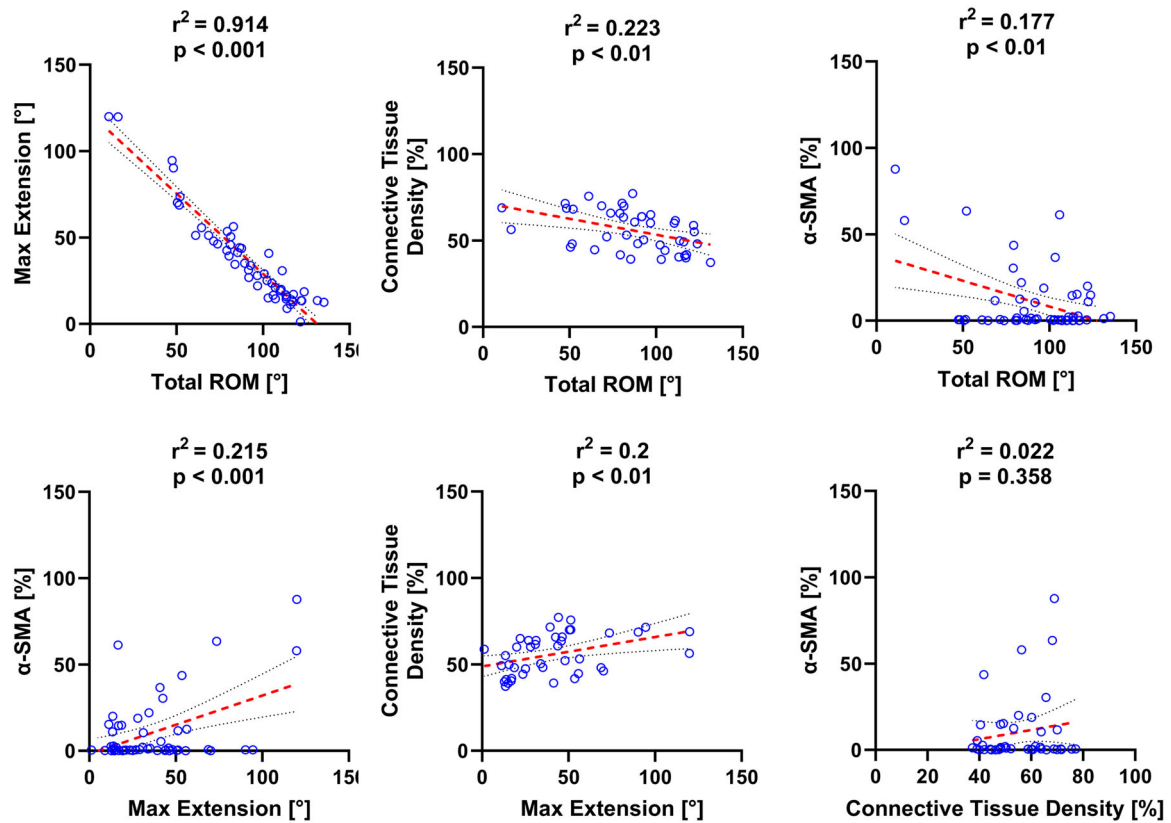 r² = 0.914
p < 0.001
150
100
50
0
0
50
100
15
Max Extension [°]
Total ROM [°]
r² = 0.223
p < 0.01
150
100
50
0
0
50
100
150
Connective Tissue
Density [%]
Total ROM [°]
r² = 0.177
p < 0.01
150
100
50
0
0
50
100
150
α-SMA [%]
Total ROM [°]
r² = 0.215
p < 0.001
150
100
50
0
0
50
100
150
α-SMA [%]
Max Extension [°]
r² = 0.2
p < 0.01
150
100
50
0
0
50
100
150
Connective Tissue
Density [%]
Max Extension [°]
r² = 0.022
p = 0.358
150
100
50
0
0
20
40
60
80
100
α-SMA [%]
Connective Tissue Density [%]